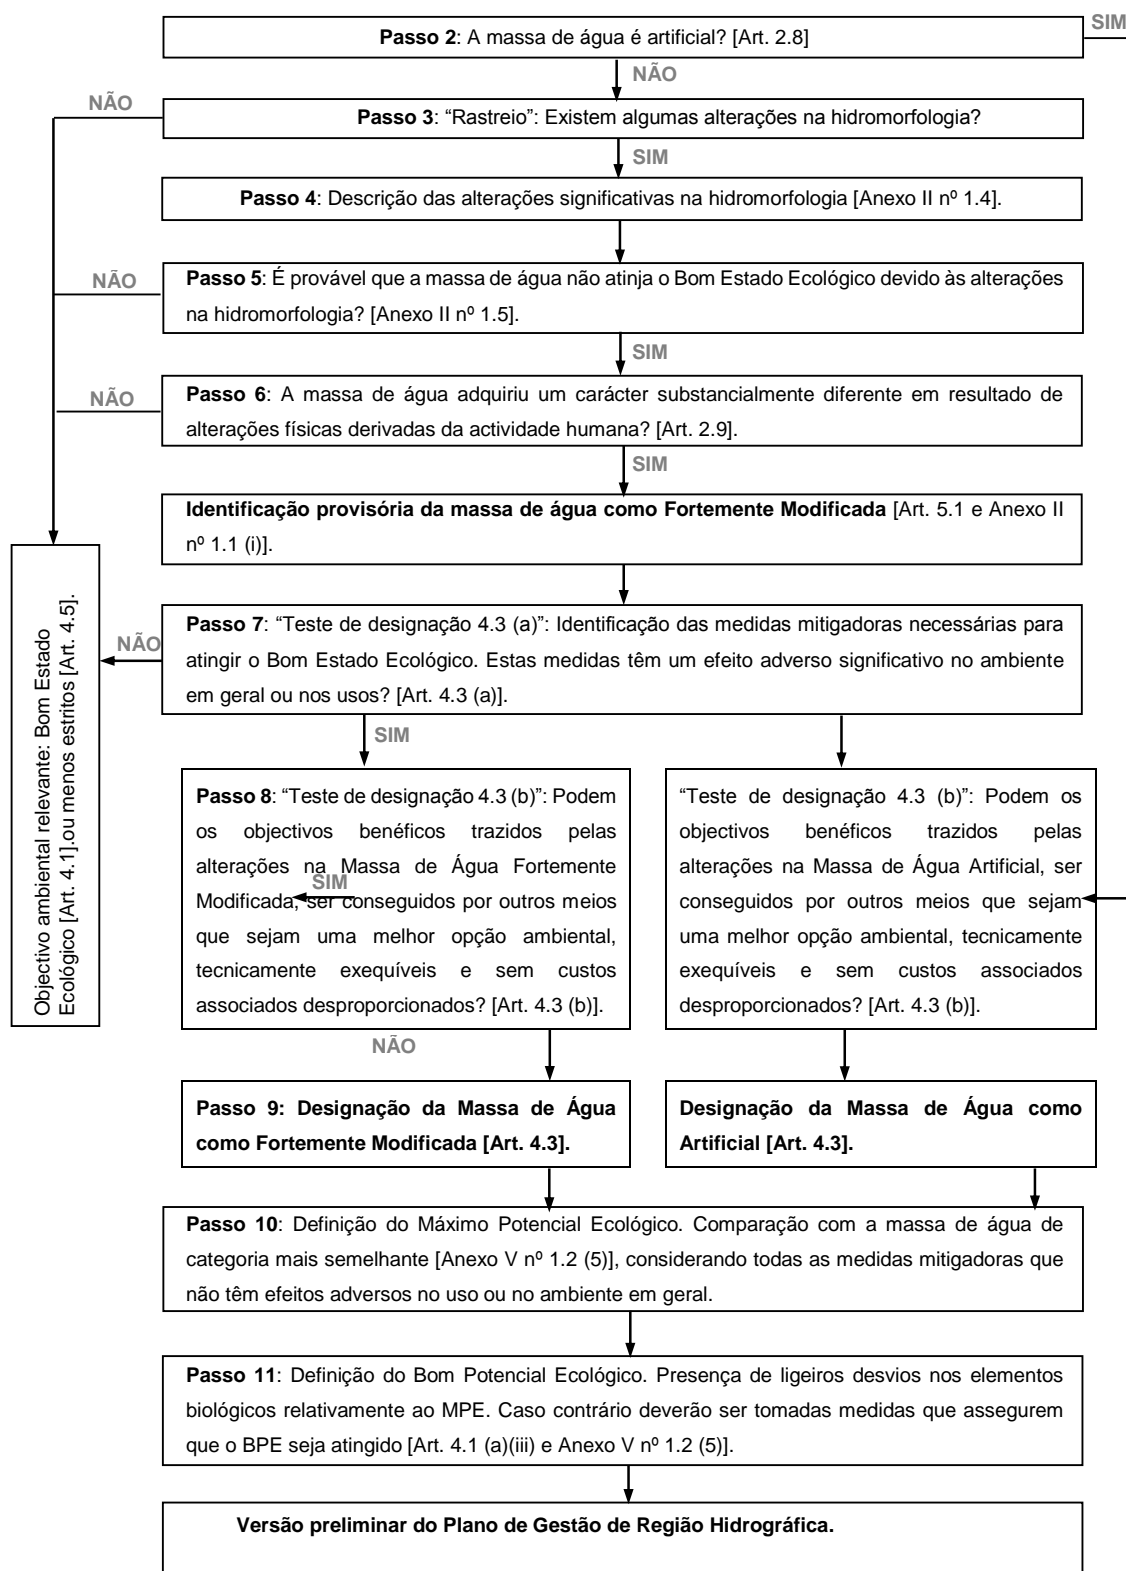 SIM
Passo 2: A massa de água é artificial? [Art. 2.8]
NÃO
NÃO
Passo 3: “Rastreio”: Existem algumas alterações na hidromorfologia?
SIM
Passo 4: Descrição das alterações significativas na hidromorfologia [Anexo II nº 1.4].
NÃO
Passo 5: É provável que a massa de água não atinja o Bom Estado Ecológico devido às alterações
na hidromorfologia? [Anexo II nº 1.5].
SIM
NÃO
Passo 6: A massa de água adquiriu um carácter substancialmente diferente em resultado de
alterações físicas derivadas da actividade humana? [Art. 2.9].
SIM
Identificação provisória da massa de água como Fortemente Modificada [Art. 5.1 e Anexo II
nº 1.1 (i)].
Objectivo ambiental relevante: Bom Estado
Ecológico [Art. 4.1].ou menos estritos [Art. 4.5].
NÃO
Passo 7: “Teste de designação 4.3 (a)”: Identificação das medidas mitigadoras necessárias para
atingir o Bom Estado Ecológico. Estas medidas têm um efeito adverso significativo no ambiente
em geral ou nos usos? [Art. 4.3 (a)].
SIM
Passo 8: “Teste de designação 4.3 (b)”: Podem
os objectivos benéficos trazidos pelas
alterações na Massa de Água Fortemente
SIM
Modificada, ser conseguidos por outros meios
que sejam uma melhor opção ambiental,
tecnicamente exequíveis e sem custos
associados desproporcionados? [Art. 4.3 (b)].
“Teste de designação 4.3 (b)”: Podem os
objectivos benéficos trazidos pelas
alterações na Massa de Água Artificial, ser
conseguidos por outros meios que sejam
uma melhor opção ambiental, tecnicamente
exequíveis e sem custos associados
desproporcionados? [Art. 4.3 (b)].
NÃO
Passo 9: Designação da Massa de Água
como Fortemente Modificada [Art. 4.3].
Designação da Massa de Água como
Artificial [Art. 4.3].
Passo 10: Definição do Máximo Potencial Ecológico. Comparação com a massa de água de
categoria mais semelhante [Anexo V nº 1.2 (5)], considerando todas as medidas mitigadoras que
não têm efeitos adversos no uso ou no ambiente em geral.
Passo 11: Definição do Bom Potencial Ecológico. Presença de ligeiros desvios nos elementos
biológicos relativamente ao MPE. Caso contrário deverão ser tomadas medidas que assegurem
que o BPE seja atingido [Art. 4.1 (a)(iii) e Anexo V nº 1.2 (5)].
Versão preliminar do Plano de Gestão de Região Hidrográfica.